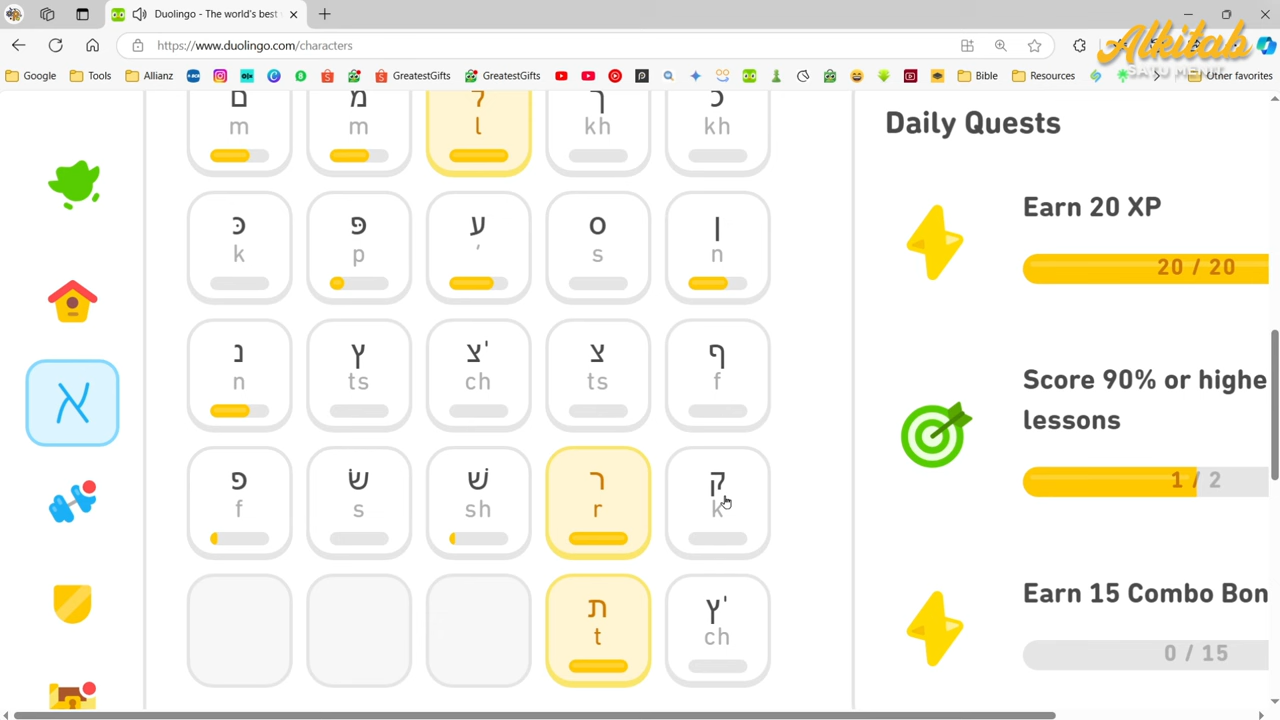 Duolingo - The world's best
https://www.duolingo.com/characters
Alkitab
SATU MENIT
Google Tools Allianz GreatestGifts GreatestGifts Bible Resources Other favorites
ם מ ל ך כ
m m l kh kh
כּ פּ ע ס ן
k p ‘ s n
נ ץ צ' צ ף
n ts ch ts f
פ שׂ שׁ ר ק
f s sh r k
ת ץ'
t ch
Daily Quests
Earn 20 XP
20 / 20
Score 90% or highe
lessons
1 / 2
Earn 15 Combo Bon
0 / 15